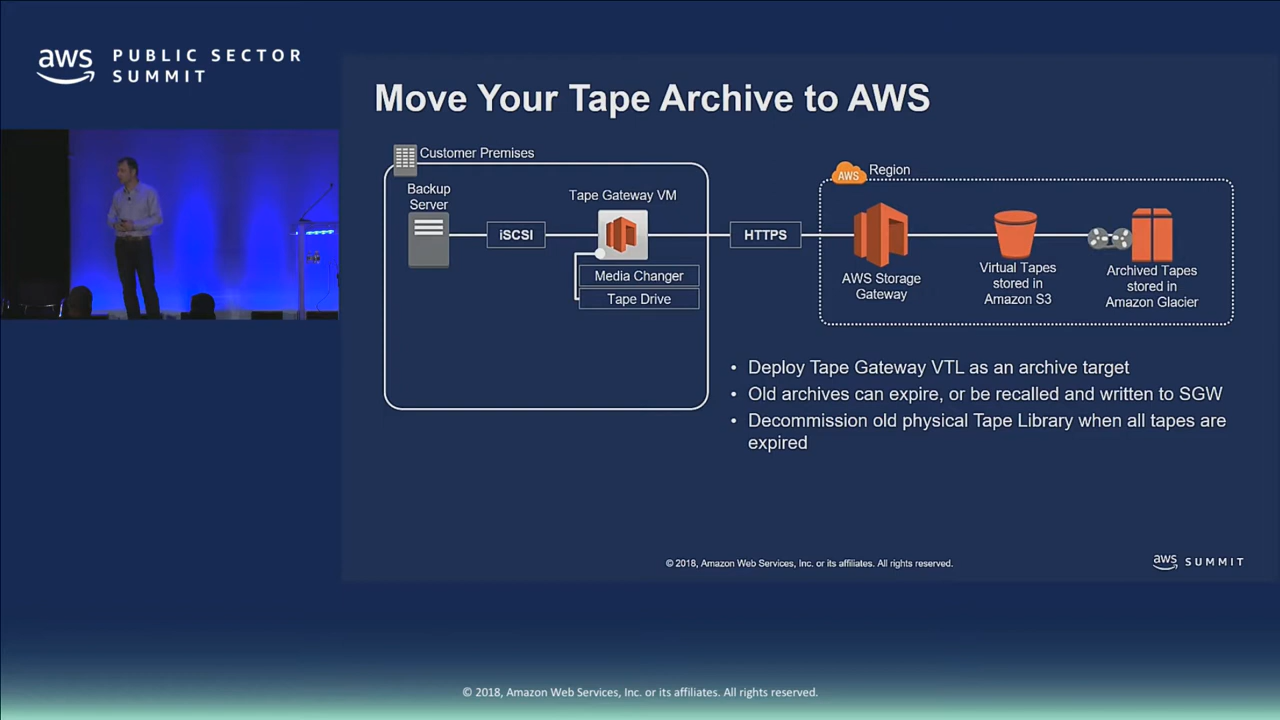 aws PUBLIC SECTOR
SUMMIT
Move Your Tape Archive to AWS
Customer Premises
Backup
Server
iSCSI
Tape Gateway VM
Media Changer
Tape Drive
HTTPS
AWS
Region
AWS Storage
Gateway
Virtual Tapes
stored in
Amazon S3
Archived Tapes
stored in
Amazon Glacier
• Deploy Tape Gateway VTL as an archive target
• Old archives can expire, or be recalled and written to SGW
• Decommission old physical Tape Library when all tapes are
expired
© 2018, Amazon Web Services, Inc. or its affiliates. All rights reserved.
aws SUMMIT
© 2018, Amazon Web Services, Inc. or its affiliates. All rights reserved.